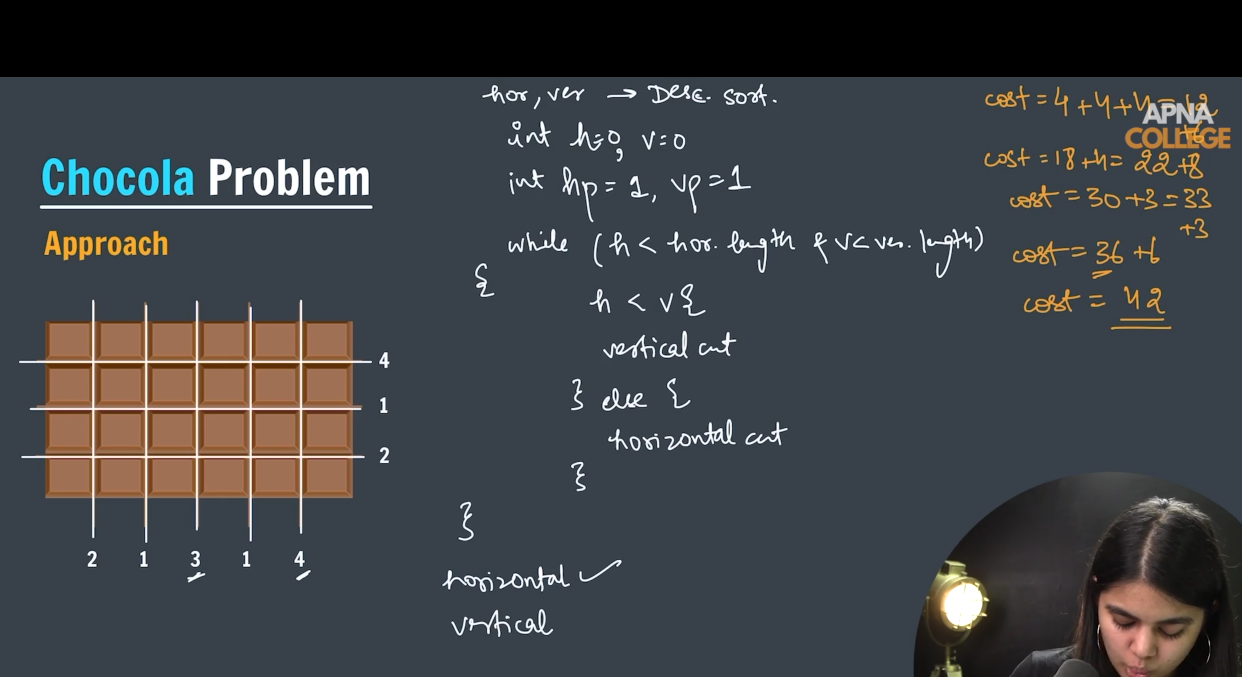 Chocola Problem
Approach
4
1
2
2 1 3 1 4
hor, ver → Desc. sort.
int h=0, v=0
int hp = 1, vp = 1
while (h < hor. length & v < ver. length)
{
h < v {
vertical cut
} else {
horizontal cut
}
}
horizontal ✓
vertical
cost = 4 + 4 + 4 = 12
+6
APNA
COLLEGE
cost = 18 + 4 = 22 + 8
cost = 30 + 3 = 33
+3
cost = 36 + 6
cost = 42